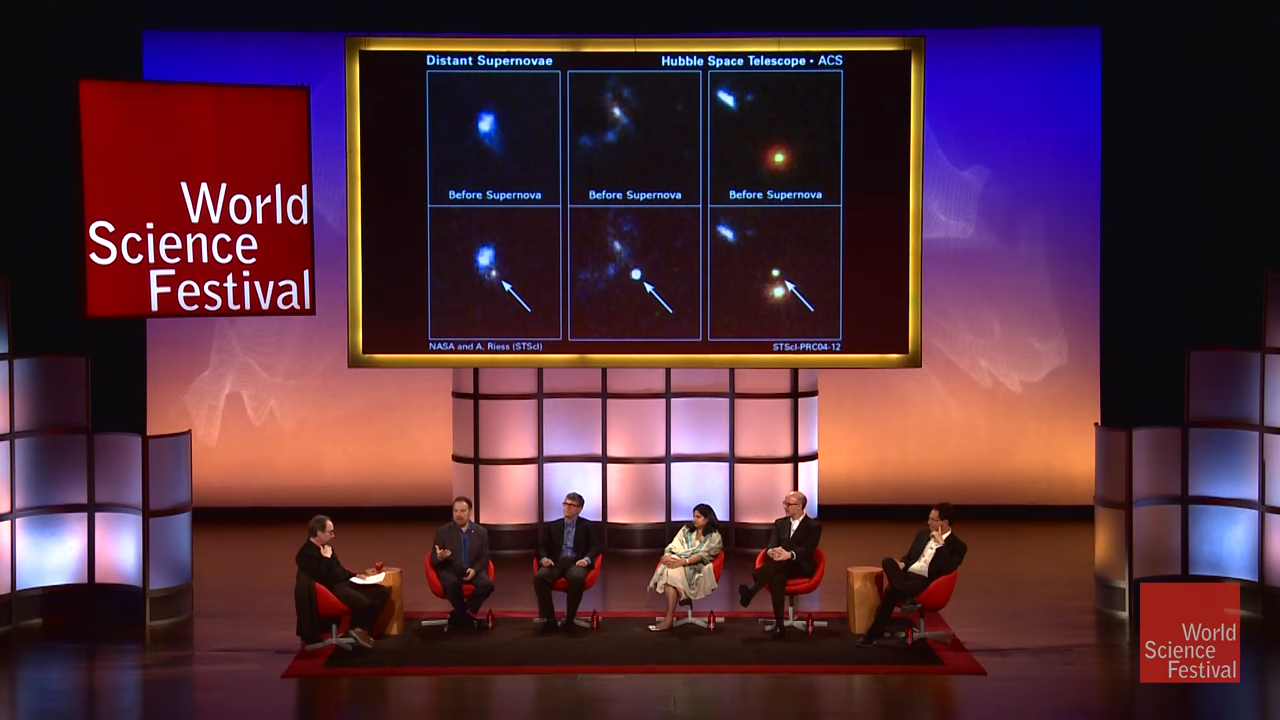 Distant Supernovae
Hubble Space Telescope • ACS
Before Supernova
Before Supernova
Before Supernova
NASA and A. Riess (STScI)
STScI-PRC04-12
World
Science
Festival
World
Science
Festival